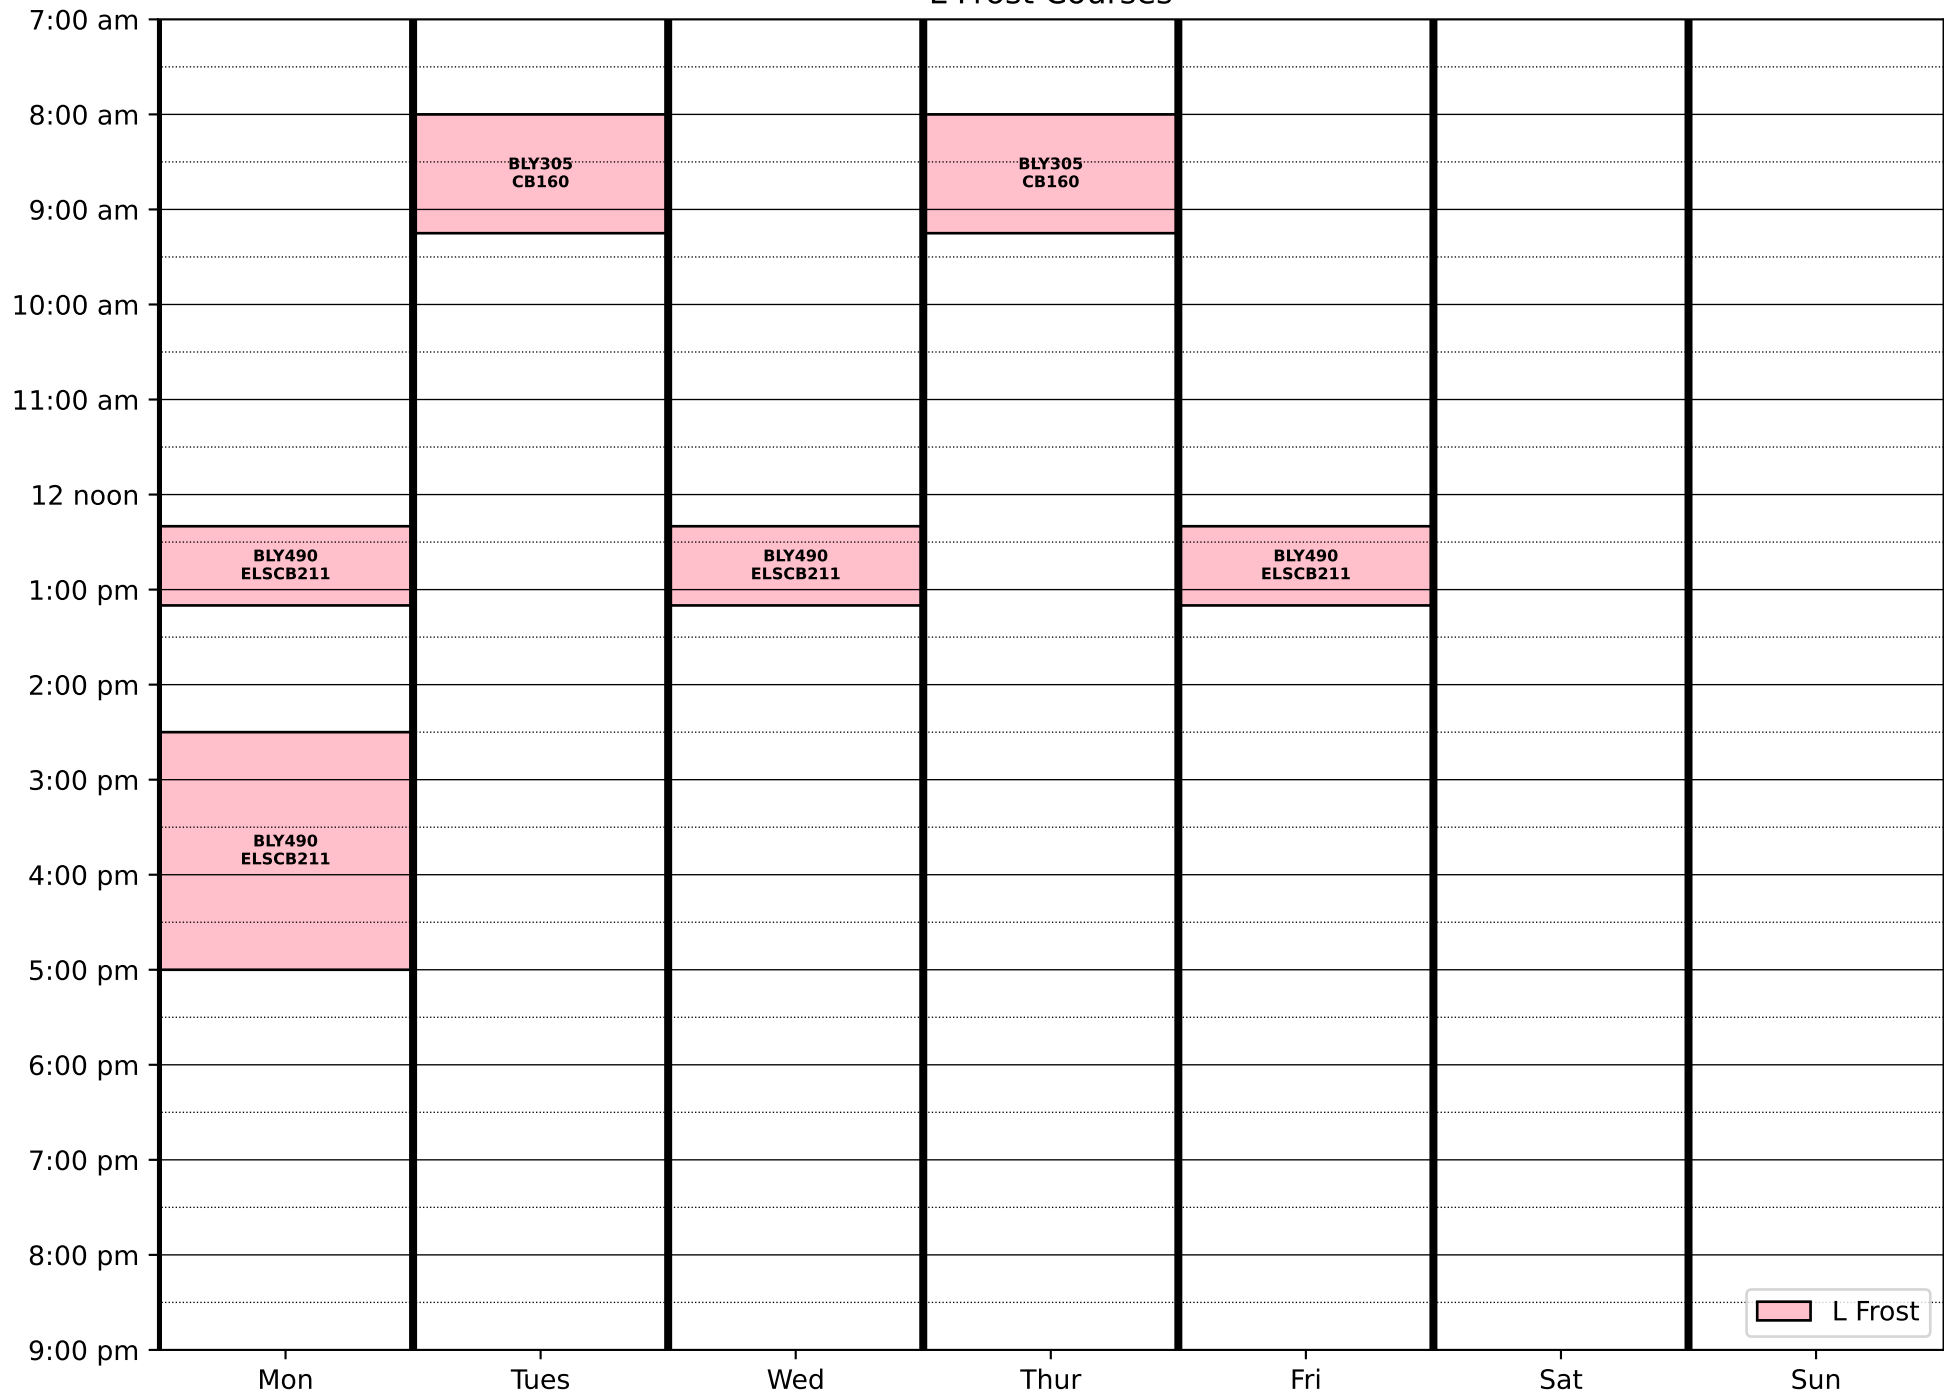 L Frost Courses
7:00 am
8:00 am
9:00 am
10:00 am
11:00 am
12 noon
1:00 pm
2:00 pm
3:00 pm
4:00 pm
5:00 pm
6:00 pm
7:00 pm
8:00 pm
9:00 pm
BLY305
CB160
BLY305
CB160
BLY490
ELSCB211
BLY490
ELSCB211
BLY490
ELSCB211
BLY490
ELSCB211
L Frost
Mon
Tues
Wed
Thur
Fri
Sat
Sun